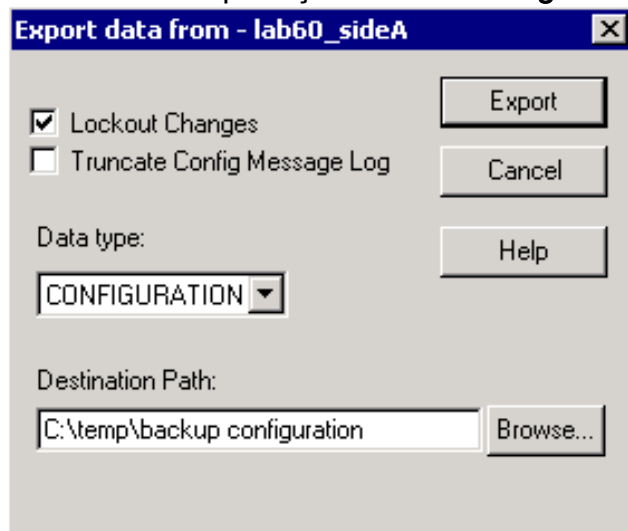 Export data from - lab60_sideA
Lockout Changes
Truncate Config Message Log
Export
Cancel
Help
Data type:
CONFIGURATION
Destination Path:
C:\temp\backup configuration
Browse...